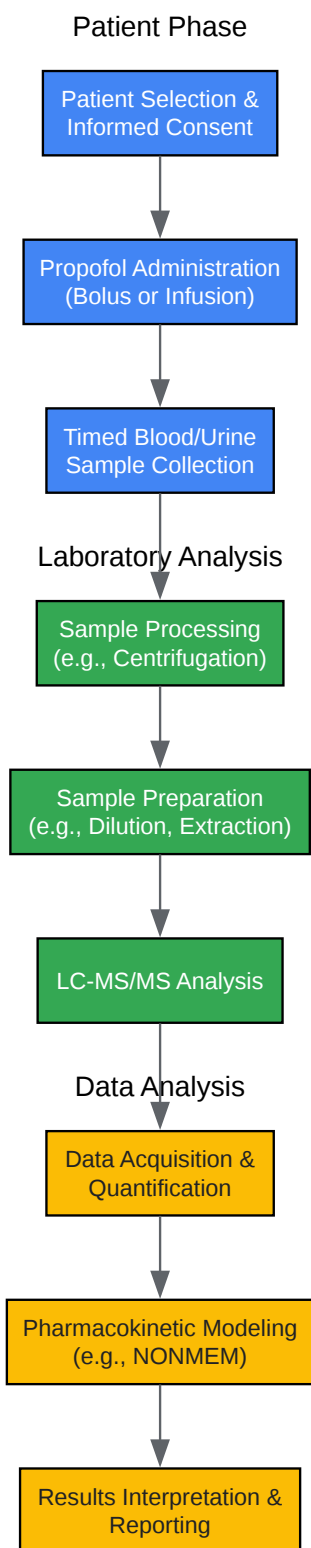 Patient Phase
Patient Selection &
Informed Consent
Propofol Administration
(Bolus or Infusion)
Timed Blood/Urine
Sample Collection
Laboratory Analysis
Sample Processing
(e.g., Centrifugation)
Sample Preparation
(e.g., Dilution, Extraction)
LC-MS/MS Analysis
Data Analysis
Data Acquisition &
Quantification
Pharmacokinetic Modeling
(e.g., NONMEM)
Results Interpretation &
Reporting